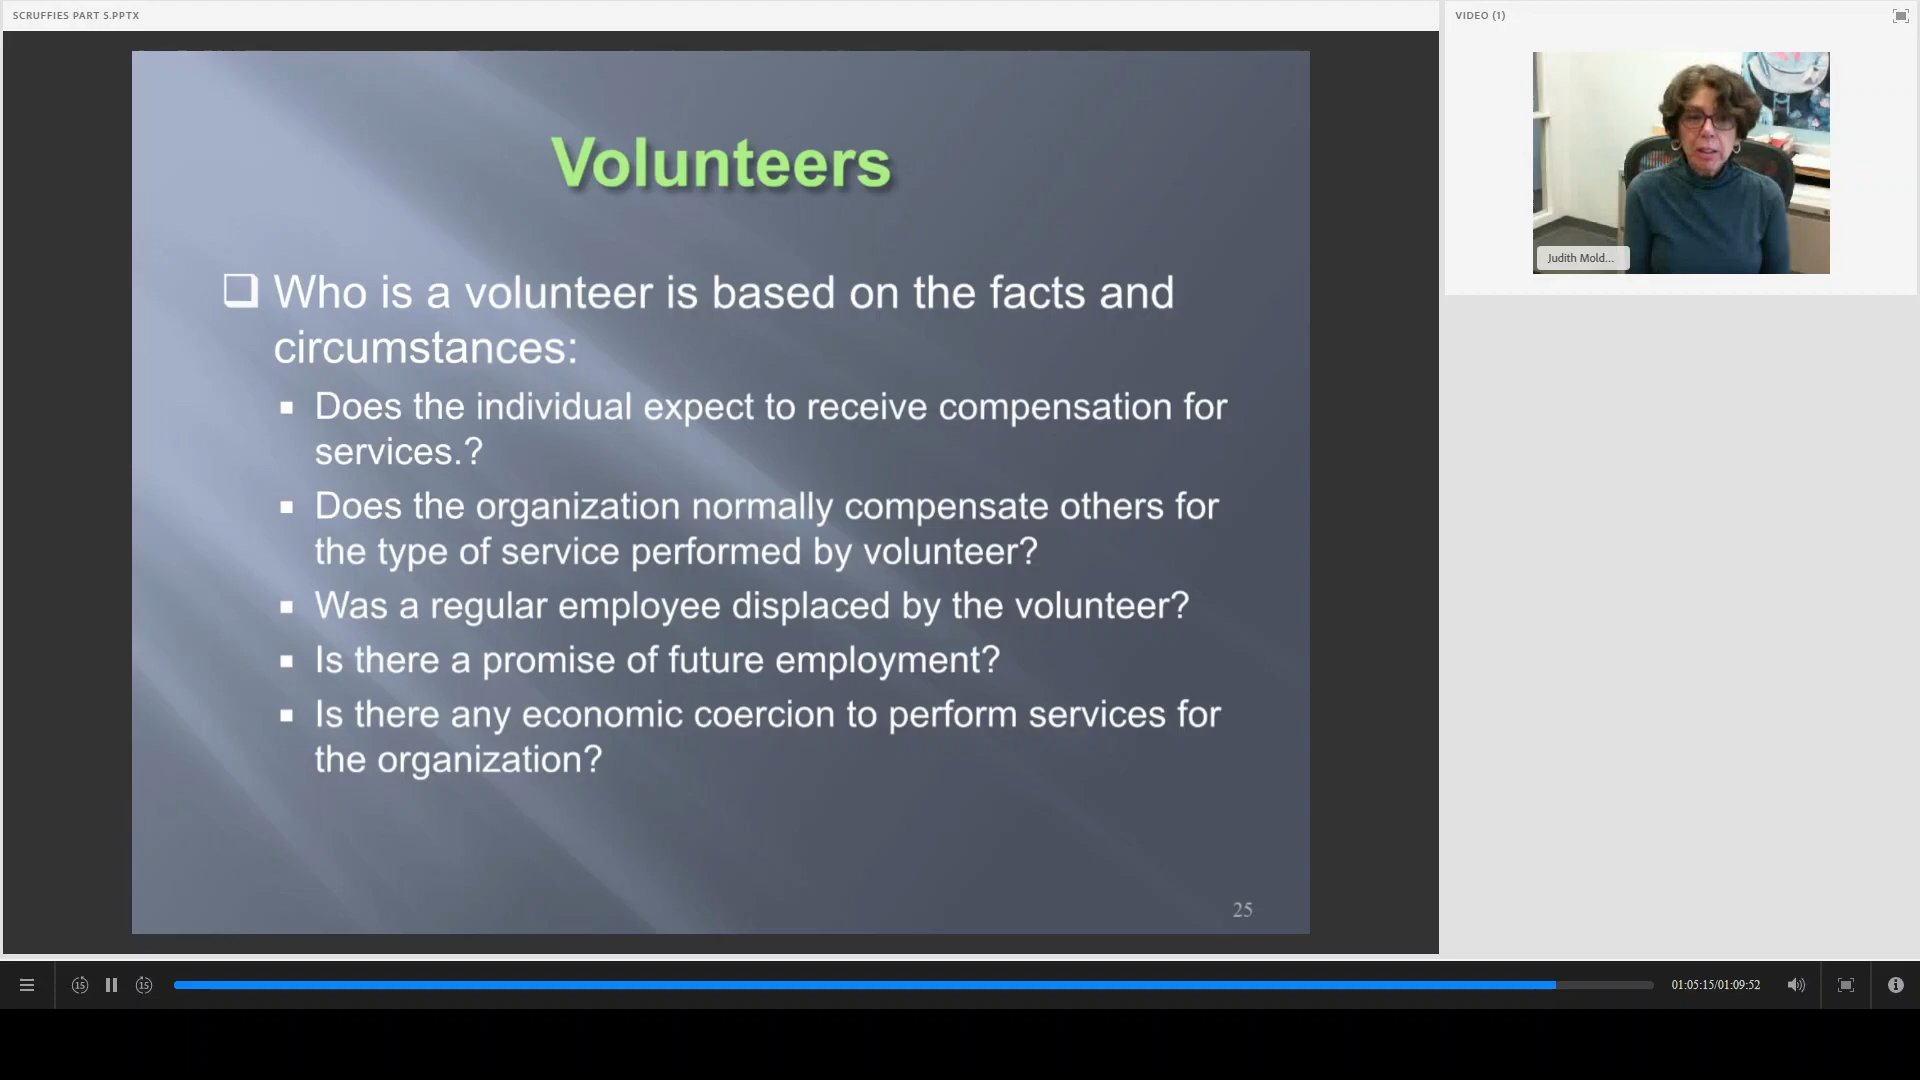 SCRUFFIES PART 5.PPTX
VIDEO (1)
Volunteers
Who is a volunteer is based on the facts and
circumstances:
Does the individual expect to receive compensation for
services.?
Does the organization normally compensate others for
the type of service performed by volunteer?
Was a regular employee displaced by the volunteer?
Is there a promise of future employment?
Is there any economic coercion to perform services for
the organization?
25
Judith Mold...
15
15
01:05:15/01:09:52